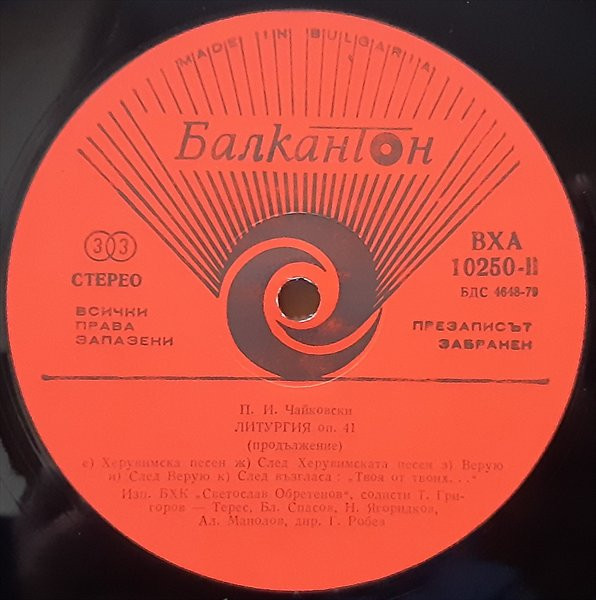 MADE IN BULGARIA
Балкантон
33
СТЕРЕО
ВХА
10250-II
БДС 4648-79
ВСИЧКИ
ПРАВА
ЗАПАЗЕНИ
ПРЕЗАПИСЪТ
ЗАБРАНЕН
П. И. Чайковски
ЛИТУРГИЯ оп. 41
(продължение)
е) Херувимска песен ж) След Херувимската песен з) Верую
и) След Верую к) След възгласа: „Твоя от твоих. . .“
Изп. БХК „Светослав Обретенов“, солисти Т. Гри-
горов — Терес, Бл. Спасов, Н. Ягоридков,
Ал. Манолов, дир. Г. Робев